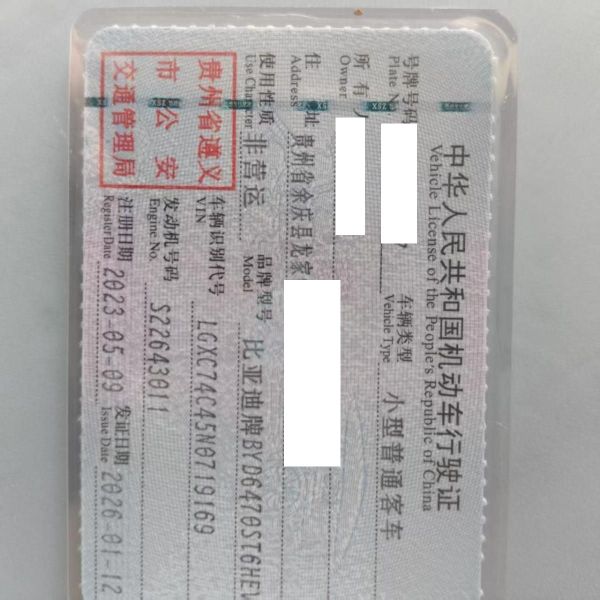 中华人民共和国机动车行驶证
Vehicle License of the People's Republic of China
号牌号码 车辆类型 小型普通客车
Plate No. Vehicle Type
所有人
Owner
住址 贵州省余庆县龙家
Address
使用性质 非营运 品牌型号 比亚迪牌BYD6470ST6HEV
Use Character Model
车辆识别代号 LGXC74C45N0719169
VIN
发动机号码 S22643011
Engine No.
注册日期 2023-05-09 发证日期 2026-01-12
Register Date Issue Date
贵州省遵义
市公安
交通管理局